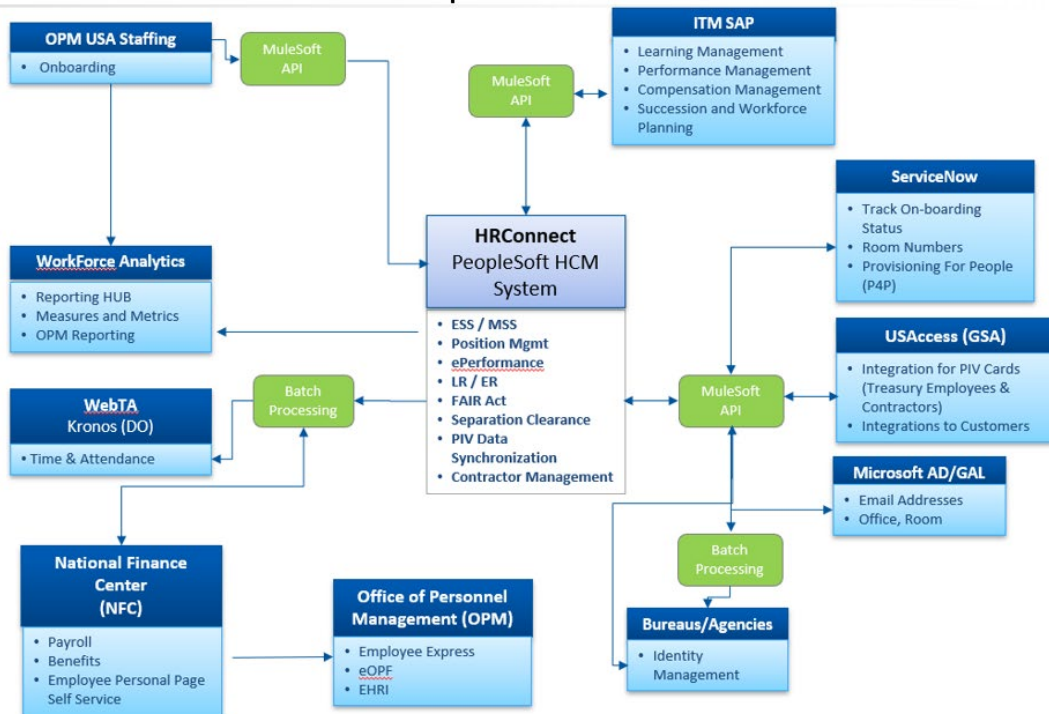 OPM USA Staffing
• Onboarding
MuleSoft
API
ITM SAP
• Learning Management
• Performance Management
• Compensation Management
• Succession and Workforce
Planning
MuleSoft
API
ServiceNow
• Track On-boarding
Status
• Room Numbers
• Provisioning For People
(P4P)
HRConnect
PeopleSoft HCM
System
• ESS / MSS
• Position Mgmt
• ePerformance
• LR / ER
• FAIR Act
• Separation Clearance
• PIV Data
Synchronization
• Contractor Management
WorkForce Analytics
• Reporting HUB
• Measures and Metrics
• OPM Reporting
USAccess (GSA)
• Integration for PIV Cards
(Treasury Employees &
Contractors)
• Integrations to Customers
MuleSoft
API
Batch
Processing
WebTA
Kronos (DO)
• Time & Attendance
Microsoft AD/GAL
• Email Addresses
• Office, Room
Batch
Processing
National Finance
Center
(NFC)
• Payroll
• Benefits
• Employee Personal Page
Self Service
Office of Personnel
Management (OPM)
• Employee Express
• eOPF
• EHRI
Bureaus/Agencies
• Identity
Management